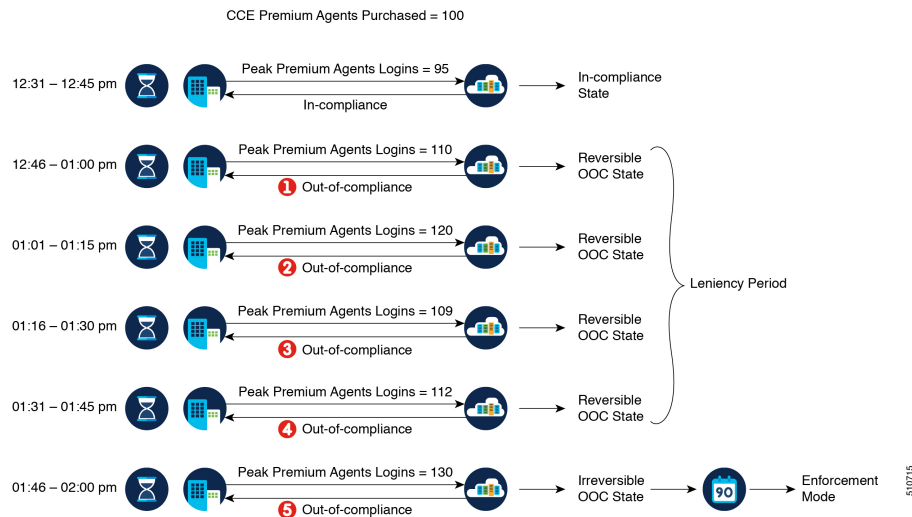 CCE Premium Agents Purchased = 100
12:31 – 12:45 pm
Peak Premium Agents Logins = 95
In-compliance
In-compliance
State
12:46 – 01:00 pm
Peak Premium Agents Logins = 110
1 Out-of-compliance
Reversible
OOC State
01:01 – 01:15 pm
Peak Premium Agents Logins = 120
2 Out-of-compliance
Reversible
OOC State
Leniency Period
01:16 – 01:30 pm
Peak Premium Agents Logins = 109
3 Out-of-compliance
Reversible
OOC State
01:31 – 01:45 pm
Peak Premium Agents Logins = 112
4 Out-of-compliance
Reversible
OOC State
01:46 – 02:00 pm
Peak Premium Agents Logins = 130
5 Out-of-compliance
Irreversible
OOC State
90
Enforcement
Mode
510715